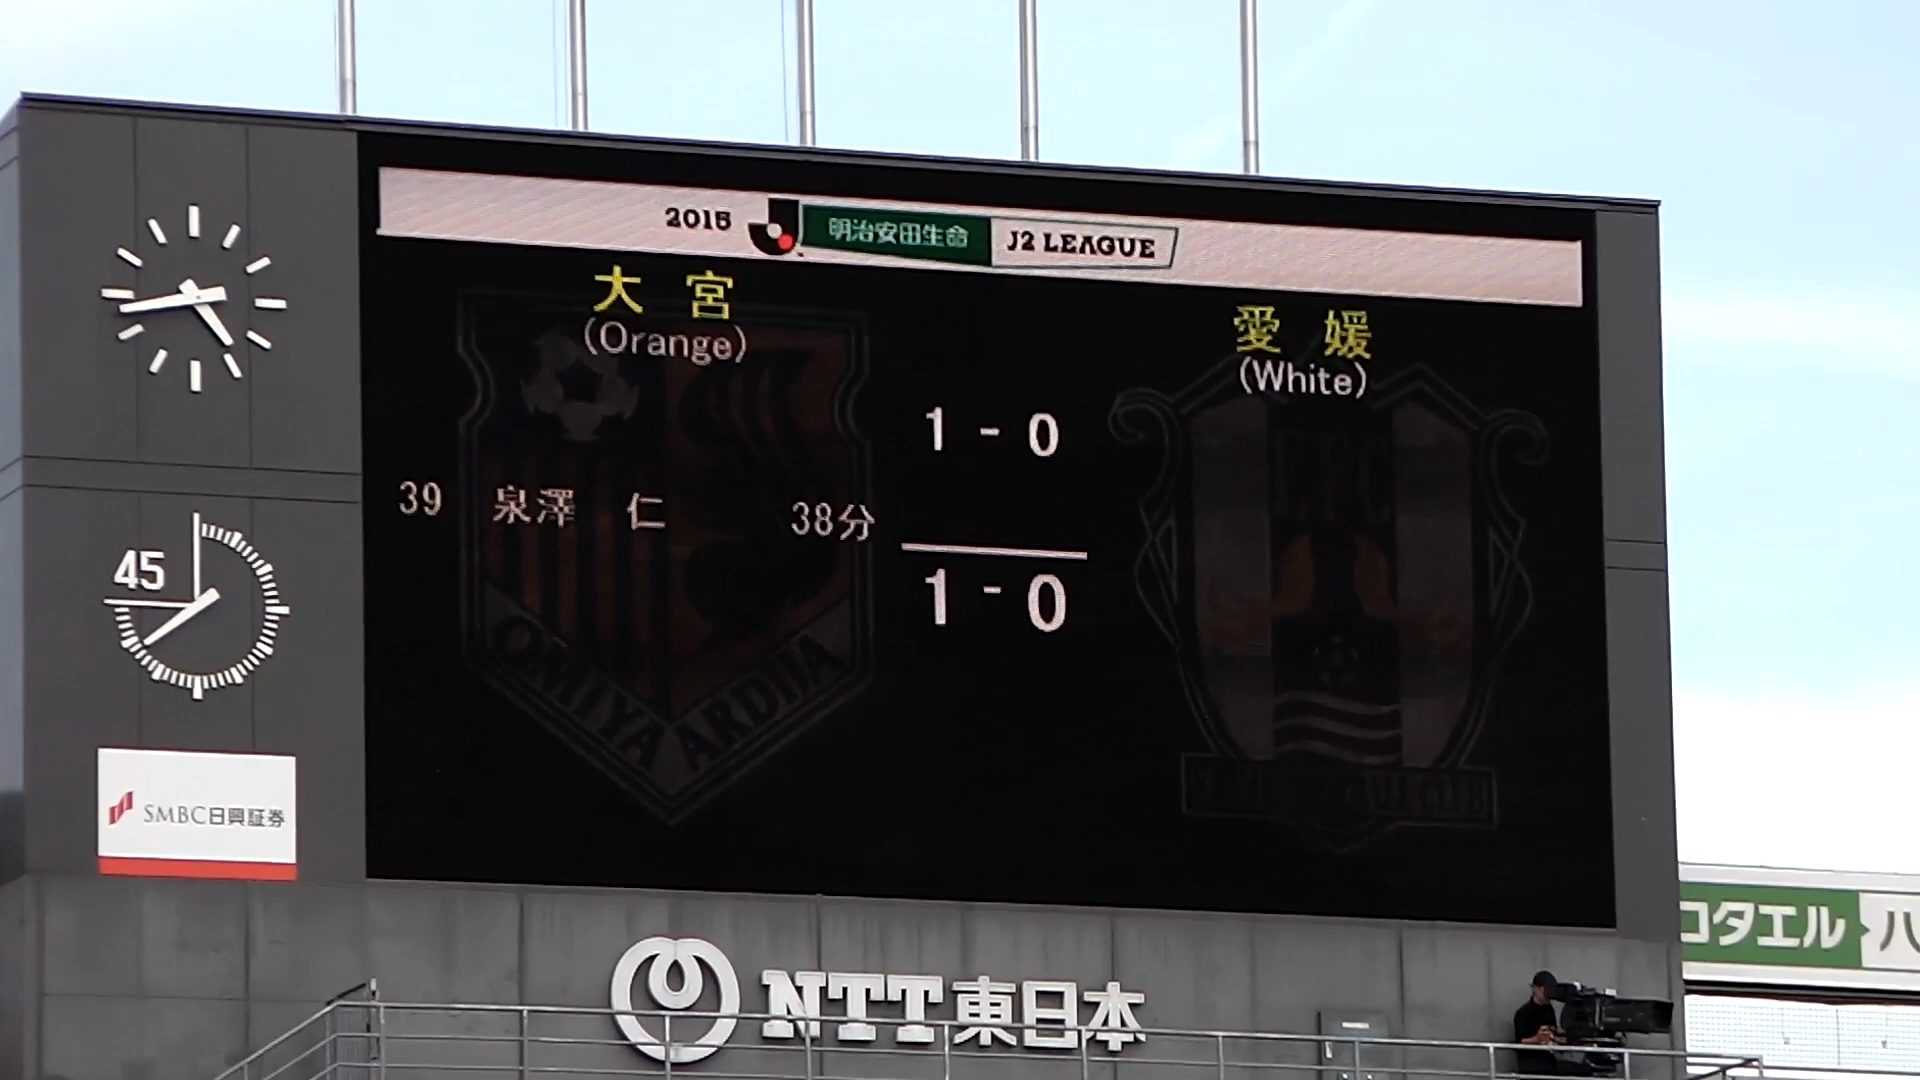 2015 明治安田生命 J2 LEAGUE
大宮
(Orange)
愛媛
(White)
1 - 0
39 泉澤 仁 38分
1 - 0
OMIYA ARDIJA
45
SMBC日興証券
NTT東日本
コタエル